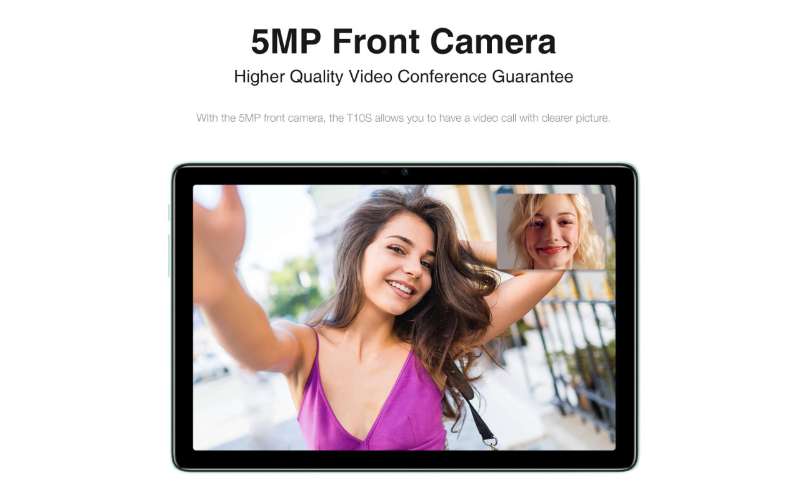 5MP Front Camera
Higher Quality Video Conference Guarantee
With the 5MP front camera, the T10S allows you to have a video call with clearer picture.